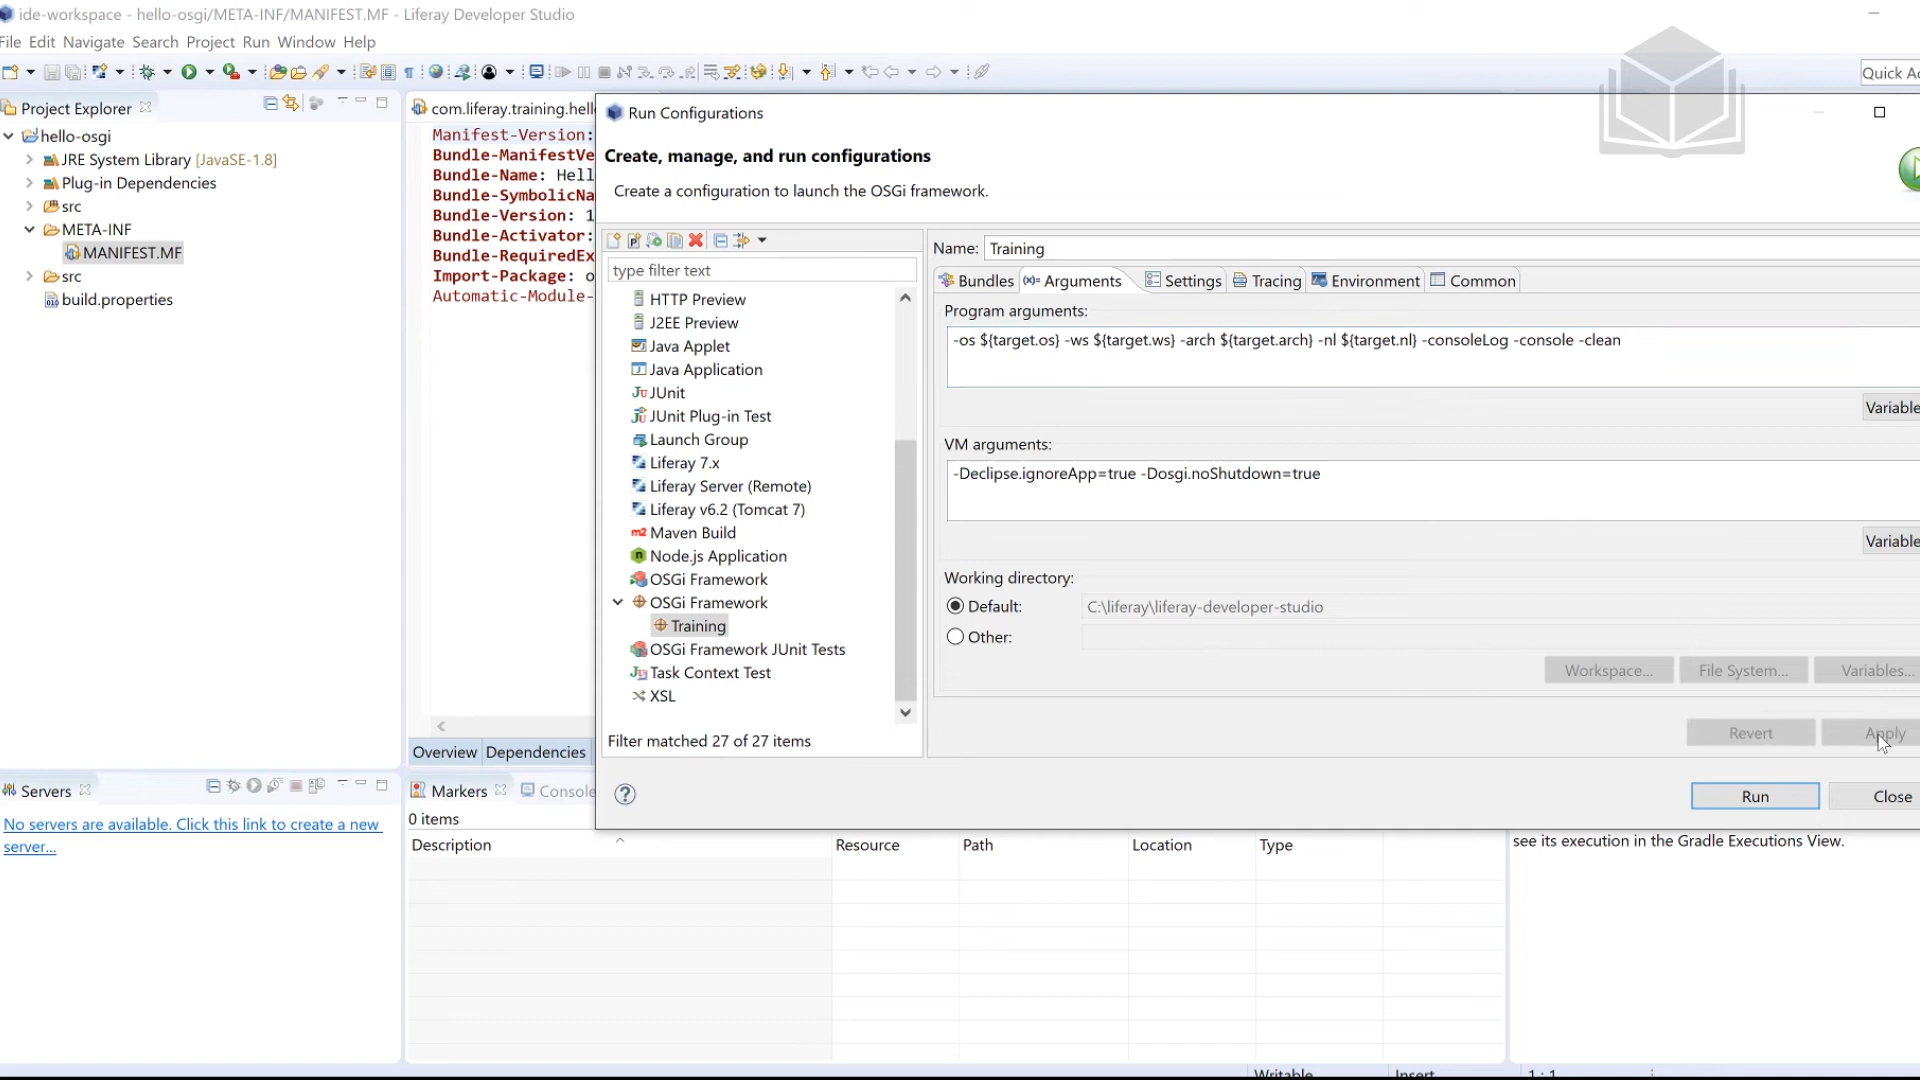 ide-workspace - hello-osgi/META-INF/MANIFEST.MF - Liferay Developer Studio
File Edit Navigate Search Project Run Window Help
Quick Ac
Project Explorer
hello-osgi
JRE System Library [JavaSE-1.8]
Plug-in Dependencies
src
META-INF
MANIFEST.MF
src
build.properties
com.liferay.training.hell
Manifest-Version:
Bundle-ManifestVe
Bundle-Name: Hell
Bundle-SymbolicNa
Bundle-Version: 1
Bundle-Activator:
Bundle-RequiredEx
Import-Package: o
Automatic-Module-
Overview Dependencies
Run Configurations
Create, manage, and run configurations
Create a configuration to launch the OSGi framework.
type filter text
HTTP Preview
J2EE Preview
Java Applet
Java Application
JUnit
JUnit Plug-in Test
Launch Group
Liferay 7.x
Liferay Server (Remote)
Liferay v6.2 (Tomcat 7)
Maven Build
Node.js Application
OSGi Framework
OSGi Framework
Training
OSGi Framework JUnit Tests
Task Context Test
XSL
Filter matched 27 of 27 items
Name: Training
Bundles Arguments Settings Tracing Environment Common
Program arguments:
-os ${target.os} -ws ${target.ws} -arch ${target.arch} -nl ${target.nl} -consoleLog -console -clean
Variable
VM arguments:
-Declipse.ignoreApp=true -Dosgi.noShutdown=true
Variable
Working directory:
Default: C:\liferay\liferay-developer-studio
Other:
Workspace... File System... Variables...
Revert Apply
Run Close
Servers
No servers are available. Click this link to create a new
server...
Markers Console
0 items
Description Resource Path Location Type
see its execution in the Gradle Executions View.
Writable Insert 1 : 1